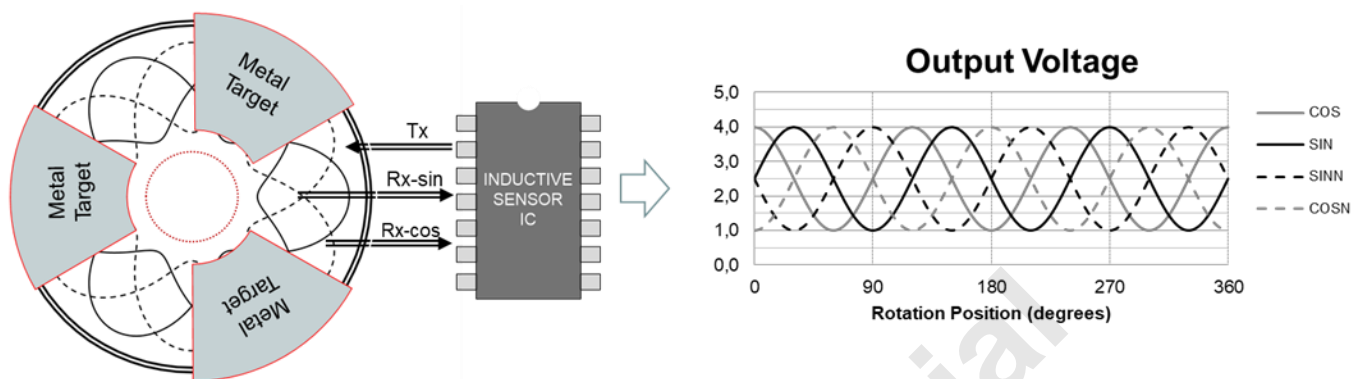 Metal
Target
Metal
Target
Metal
Target
Tx
Rx-sin
Rx-cos
INDUCTIVE
SENSOR
IC
Output Voltage
5,0
4,0
3,0
2,0
1,0
0,0
0 90 180 270 360
Rotation Position (degrees)
COS
SIN
SINN
COSN
ial